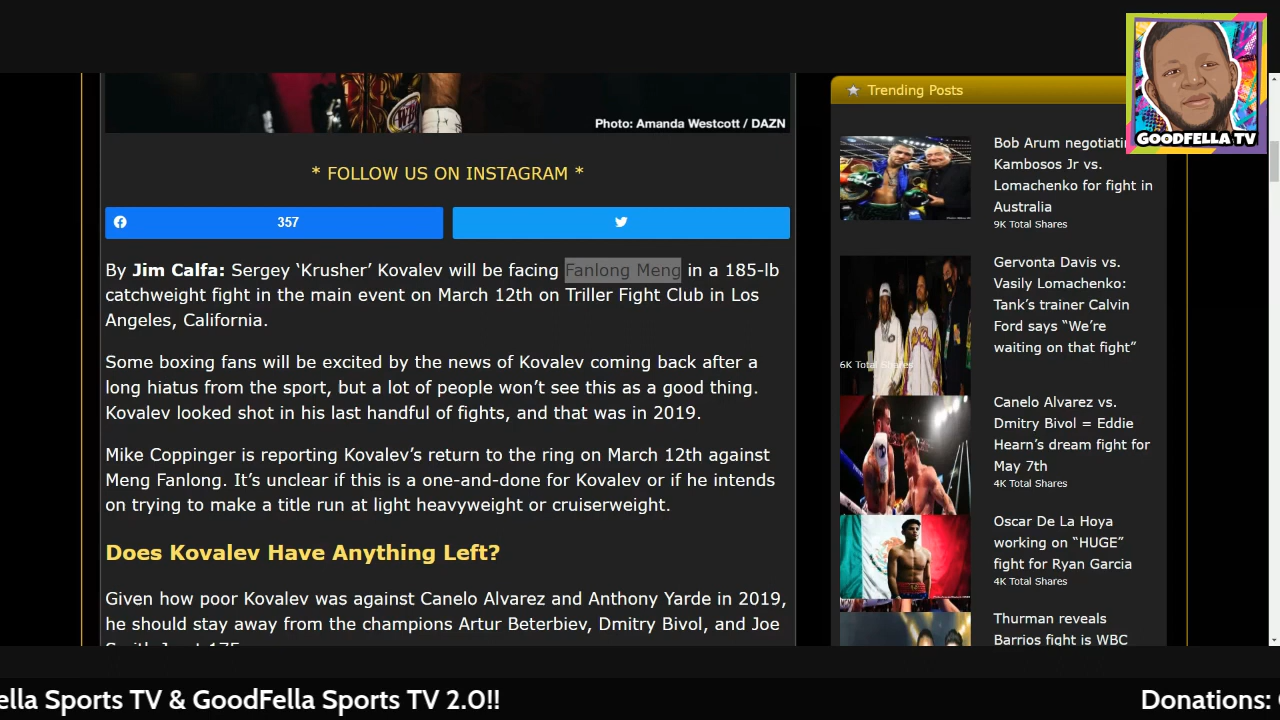 Photo: Amanda Westcott / DAZN
* FOLLOW US ON INSTAGRAM *
357
By Jim Calfa: Sergey ‘Krusher’ Kovalev will be facing Fanlong Meng in a 185-lb
catchweight fight in the main event on March 12th on Triller Fight Club in Los
Angeles, California.
Some boxing fans will be excited by the news of Kovalev coming back after a
long hiatus from the sport, but a lot of people won’t see this as a good thing.
Kovalev looked shot in his last handful of fights, and that was in 2019.
Mike Coppinger is reporting Kovalev’s return to the ring on March 12th against
Meng Fanlong. It’s unclear if this is a one-and-done for Kovalev or if he intends
on trying to make a title run at light heavyweight or cruiserweight.
Does Kovalev Have Anything Left?
Given how poor Kovalev was against Canelo Alvarez and Anthony Yarde in 2019,
he should stay away from the champions Artur Beterbiev, Dmitry Bivol, and Joe
Trending Posts
GOODFELLA TV
Bob Arum negotiatin
Kambosos Jr vs.
Lomachenko for fight in
Australia
9K Total Shares
Gervonta Davis vs.
Vasily Lomachenko:
Tank’s trainer Calvin
Ford says “We’re
waiting on that fight”
6K Total Shares
Canelo Alvarez vs.
Dmitry Bivol = Eddie
Hearn’s dream fight for
May 7th
4K Total Shares
Oscar De La Hoya
working on “HUGE”
fight for Ryan Garcia
4K Total Shares
Thurman reveals
Barrios fight is WBC
ella Sports TV & GoodFella Sports TV 2.0!!
Donations: